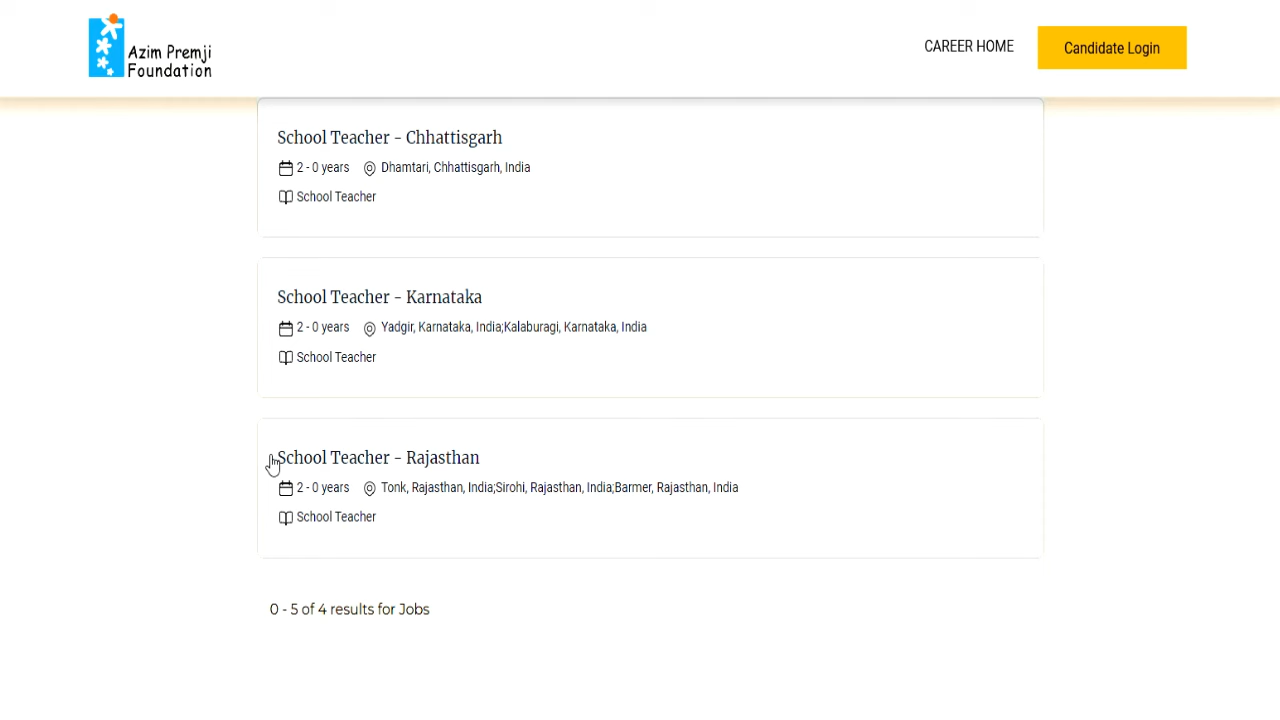 Azim Premji
Foundation
CAREER HOME
Candidate Login
School Teacher - Chhattisgarh
2 - 0 years Dhamtari, Chhattisgarh, India
School Teacher
School Teacher - Karnataka
2 - 0 years Yadgir, Karnataka, India;Kalaburagi, Karnataka, India
School Teacher
School Teacher - Rajasthan
2 - 0 years Tonk, Rajasthan, India;Sirohi, Rajasthan, India;Barmer, Rajasthan, India
School Teacher
0 - 5 of 4 results for Jobs